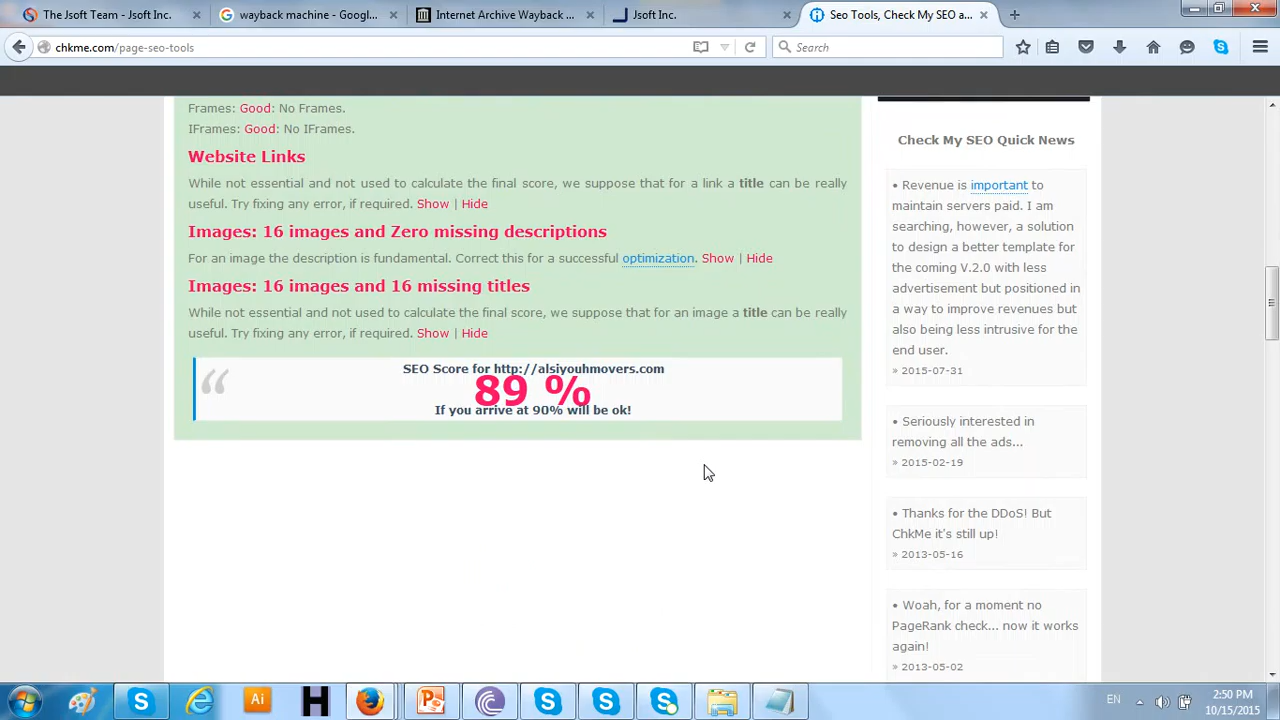 The Jsoft Team - Jsoft Inc.
wayback machine - Googl...
Internet Archive Wayback ...
Jsoft Inc.
Seo Tools, Check My SEO a...
chkme.com/page-seo-tools
Search
Frames: Good: No Frames.
IFrames: Good: No IFrames.
Website Links
While not essential and not used to calculate the final score, we suppose that for a link a title can be really
useful. Try fixing any error, if required. Show | Hide
Images: 16 images and Zero missing descriptions
For an image the description is fundamental. Correct this for a successful optimization. Show | Hide
Images: 16 images and 16 missing titles
While not essential and not used to calculate the final score, we suppose that for an image a title can be really
useful. Try fixing any error, if required. Show | Hide
SEO Score for http://alsiyouhmovers.com
89 %
If you arrive at 90% will be ok!
Check My SEO Quick News
• Revenue is important to
maintain servers paid. I am
searching, however, a solution
to design a better template for
the coming V.2.0 with less
advertisement but positioned in
a way to improve revenues but
also being less intrusive for the
end user.
» 2015-07-31
• Seriously interested in
removing all the ads...
» 2015-02-19
• Thanks for the DDoS! But
ChkMe it's still up!
» 2013-05-16
• Woah, for a moment no
PageRank check... now it works
again!
» 2013-05-02
Ai
EN
2:50 PM
10/15/2015